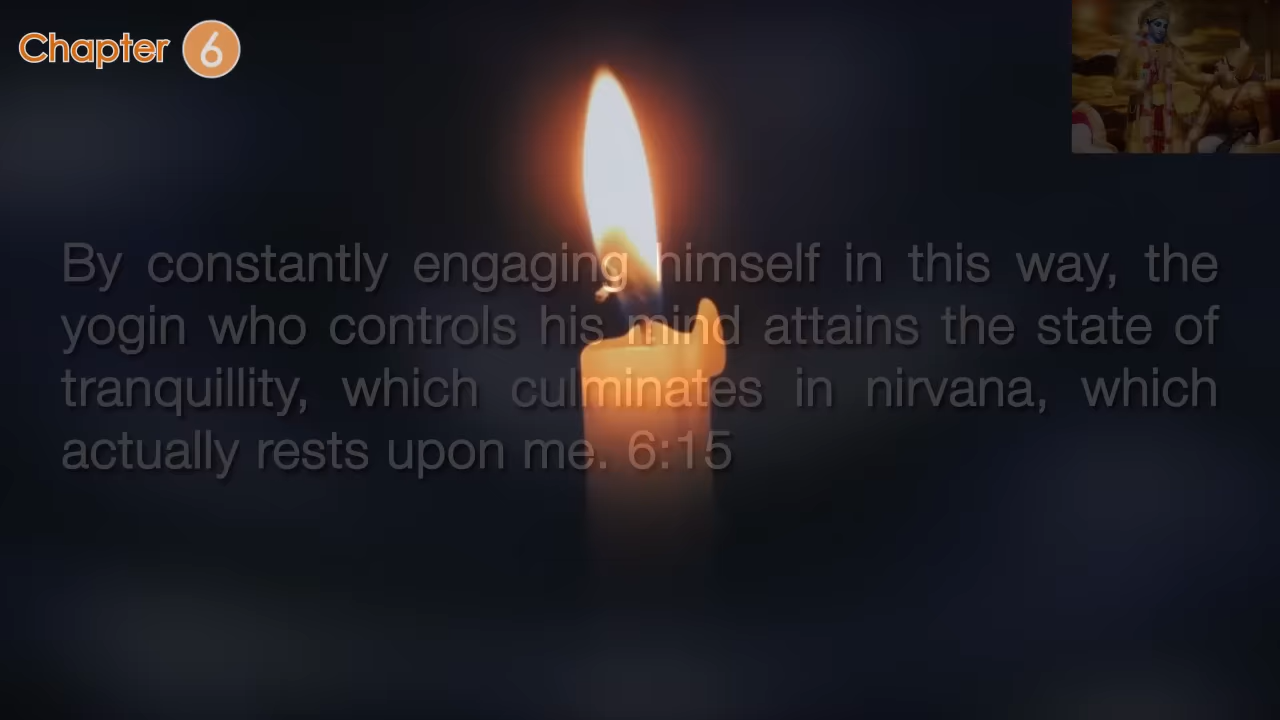 Chapter 6
By constantly engaging himself in this way, the
yogin who controls his mind attains the state of
tranquillity, which culminates in nirvana, which
actually rests upon me. 6:15